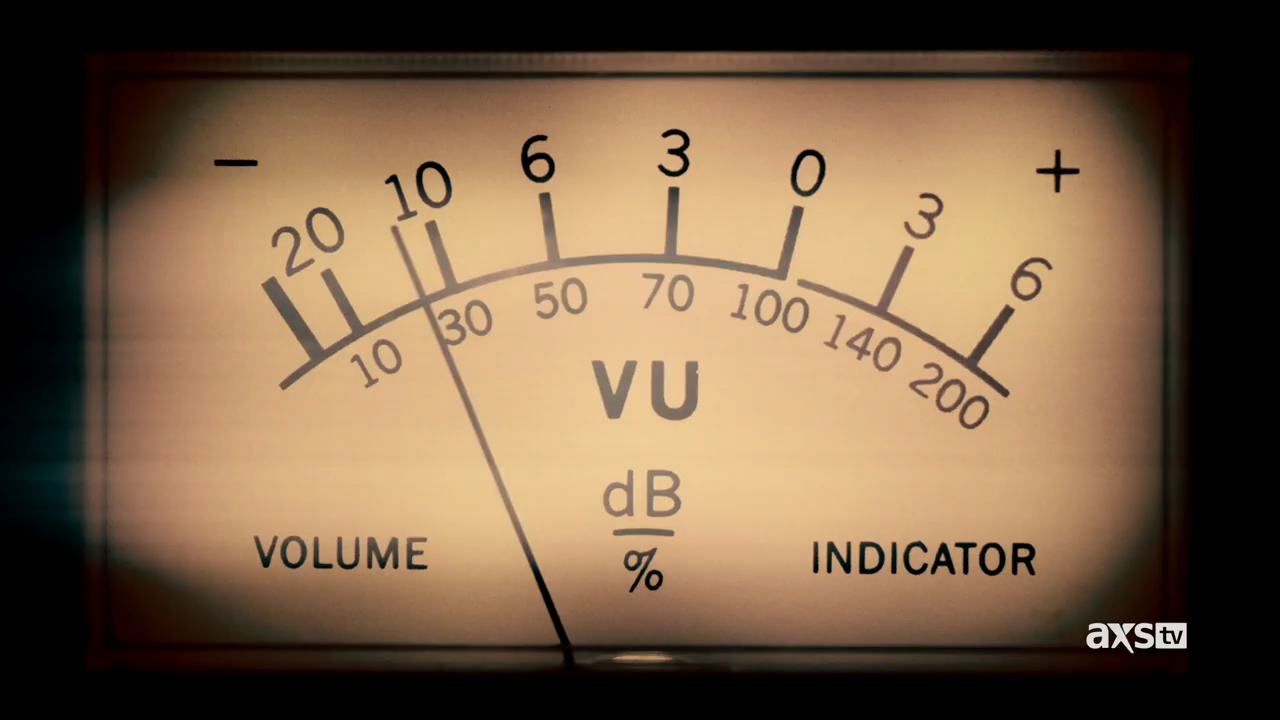 − 20 10 6 3 0 3 6 +
10 30 50 70 100 140 200
VU
dB
%
VOLUME INDICATOR
axs tv